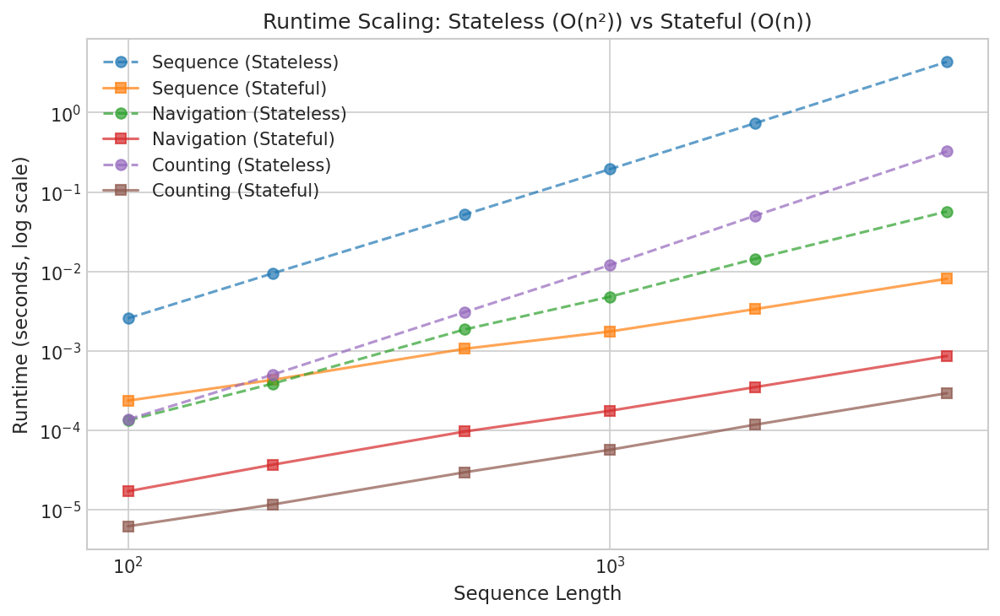 Runtime Scaling: Stateless (O(n²)) vs Stateful (O(n))
Sequence (Stateless)
Sequence (Stateful)
Navigation (Stateless)
Navigation (Stateful)
Counting (Stateless)
Counting (Stateful)
Runtime (seconds, log scale)
10⁰
10⁻¹
10⁻²
10⁻³
10⁻⁴
10⁻⁵
10²
10³
Sequence Length